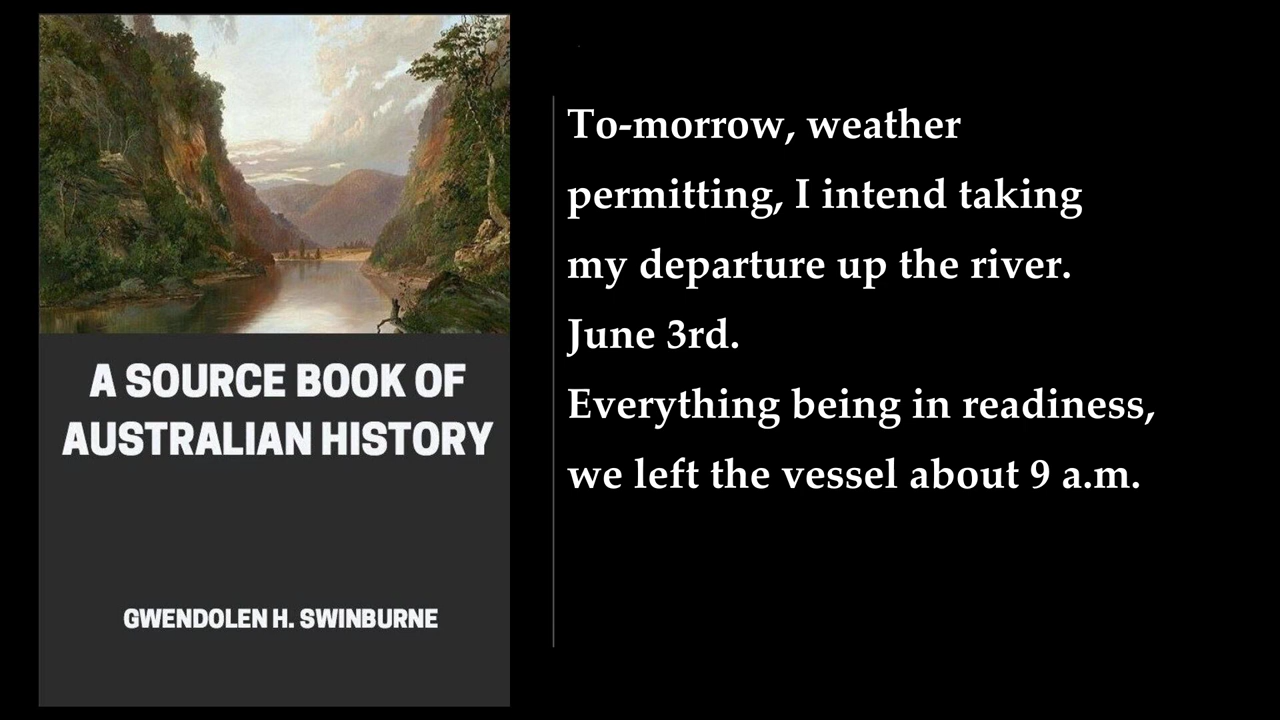 A SOURCE BOOK OF
AUSTRALIAN HISTORY
GWENDOLEN H. SWINBURNE
To-morrow, weather
permitting, I intend taking
my departure up the river.
June 3rd.
Everything being in readiness,
we left the vessel about 9 a.m.